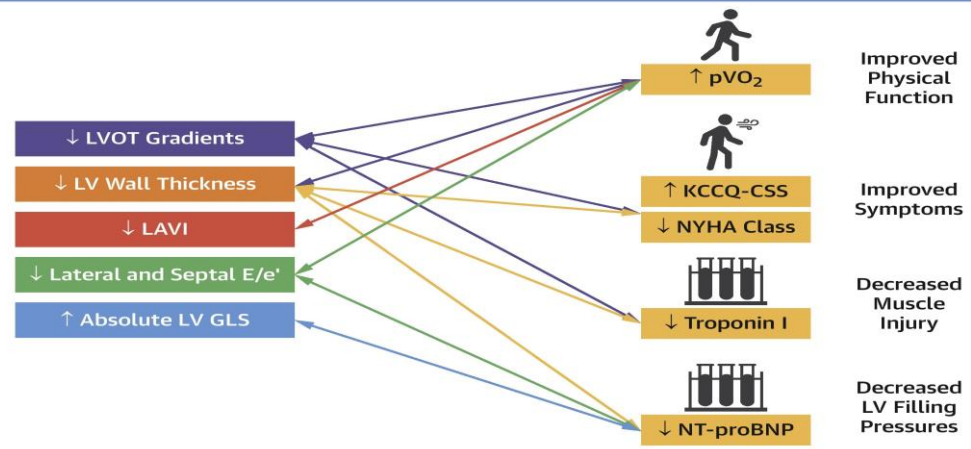 ↓ LVOT Gradients
↓ LV Wall Thickness
↓ LAVI
↓ Lateral and Septal E/e'
↑ Absolute LV GLS
↑ pVO₂
Improved
Physical
Function
↑ KCCQ-CSS
↓ NYHA Class
Improved
Symptoms
↓ Troponin I
Decreased
Muscle
Injury
↓ NT-proBNP
Decreased
LV Filling
Pressures